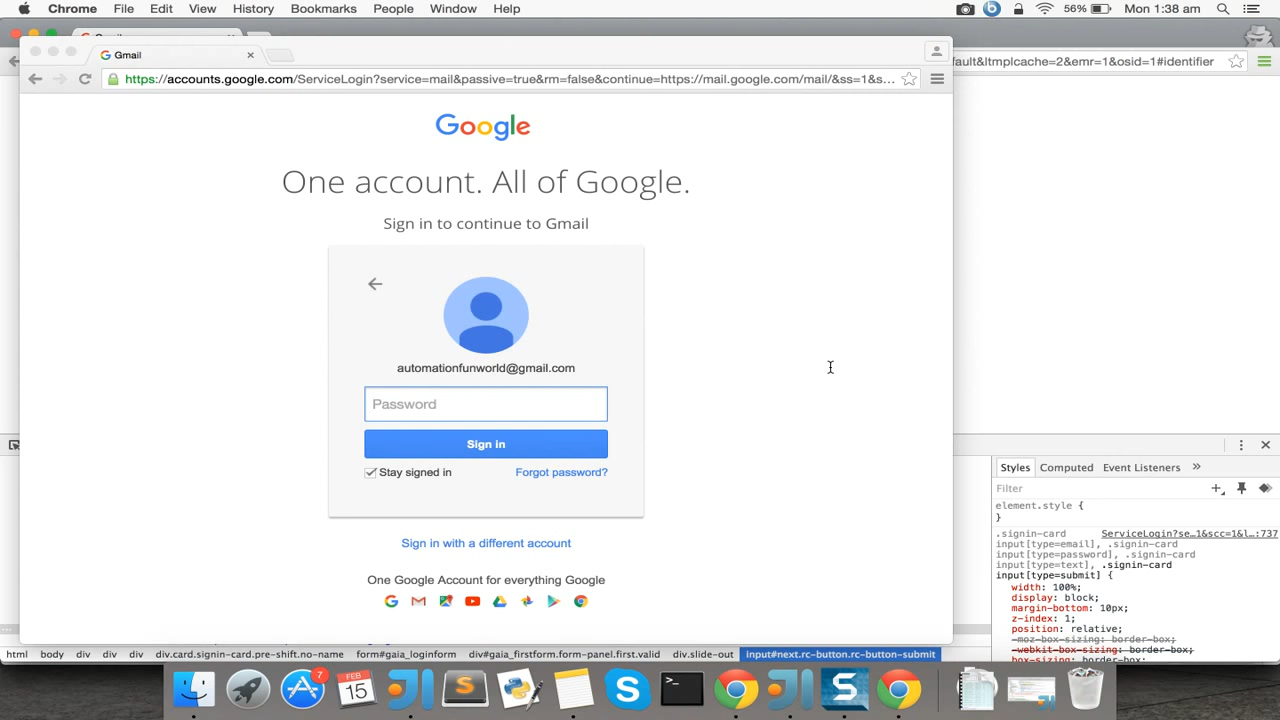 Chrome File Edit View History Bookmarks People Window Help 56% Mon 1:38 am
Gmail
https://accounts.google.com/ServiceLogin?service=mail&passive=true&rm=false&continue=https://mail.google.com/mail/&ss=1&s...
fault&ltmplcache=2&emr=1&osid=1#identifier
Google
One account. All of Google.
Sign in to continue to Gmail
automationfunworld@gmail.com
Password
Sign in
Stay signed in Forgot password?
Sign in with a different account
One Google Account for everything Google
Styles Computed Event Listeners »
Filter
element.style {
}
.signin-card ServiceLogin?se…1&scc=1&l…:737
input[type=email], .signin-card
input[type=password], .signin-card
input[type=text], .signin-card
input[type=submit] {
width: 100%;
display: block;
margin-bottom: 10px;
z-index: 1;
position: relative;
-moz-box-sizing: border-box;
-webkit-box-sizing: border-box;
html body div div div div.card.signin-card.pre-shift.no-name form#gaia_loginform div#gaia_firstform.form-panel.first.valid div.slide-out input#next.rc-button.rc-button-submit
7
FEB
15